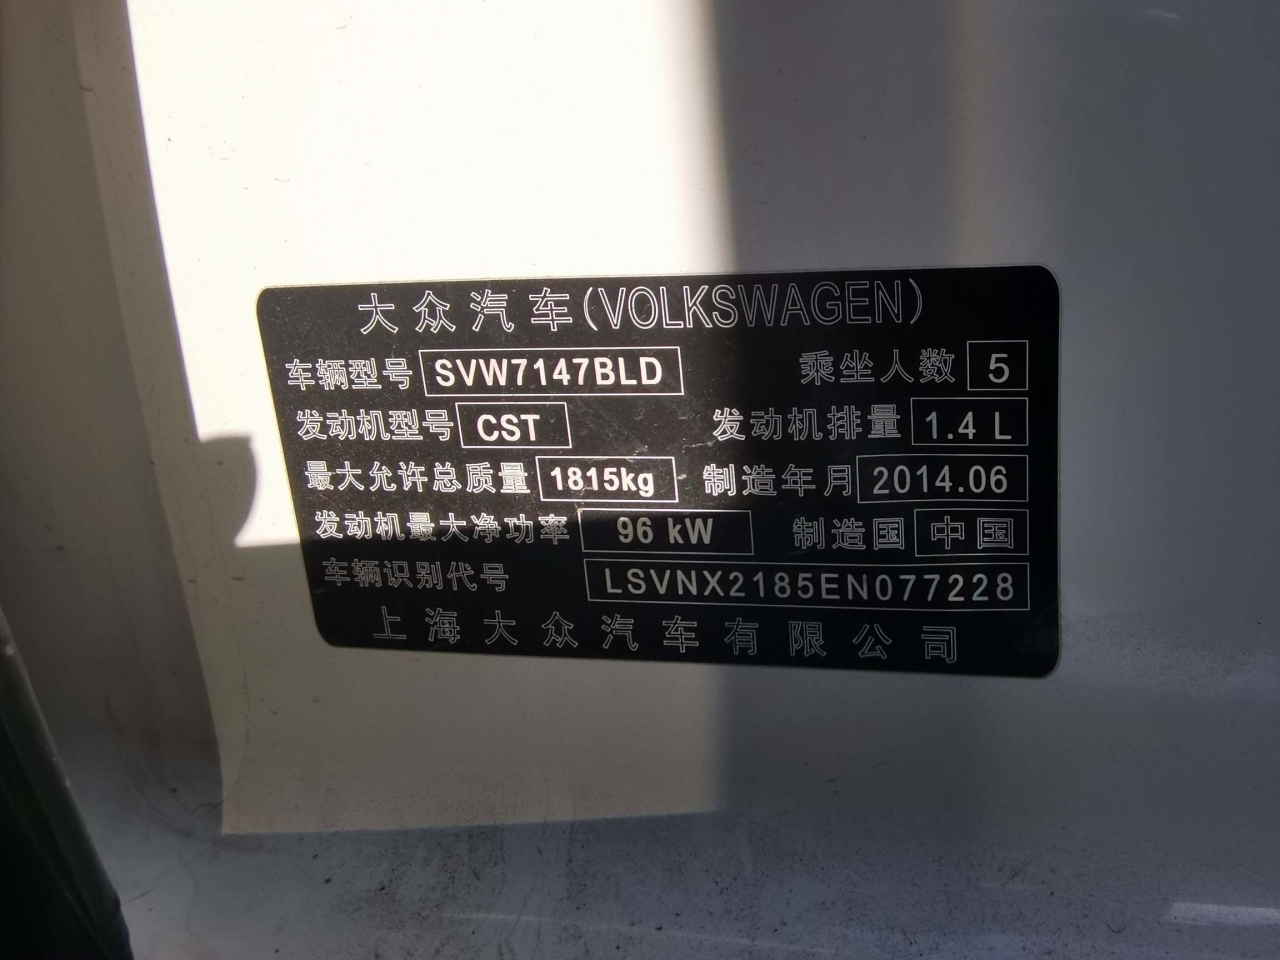 大众汽车(VOLKSWAGEN)
车辆型号 SVW7147BLD 乘坐人数 5
发动机型号 CST 发动机排量 1.4 L
最大允许总质量 1815kg 制造年月 2014.06
发动机最大净功率 96 kW 制造国 中国
车辆识别代号 LSVNX2185EN077228
上海大众汽车有限公司